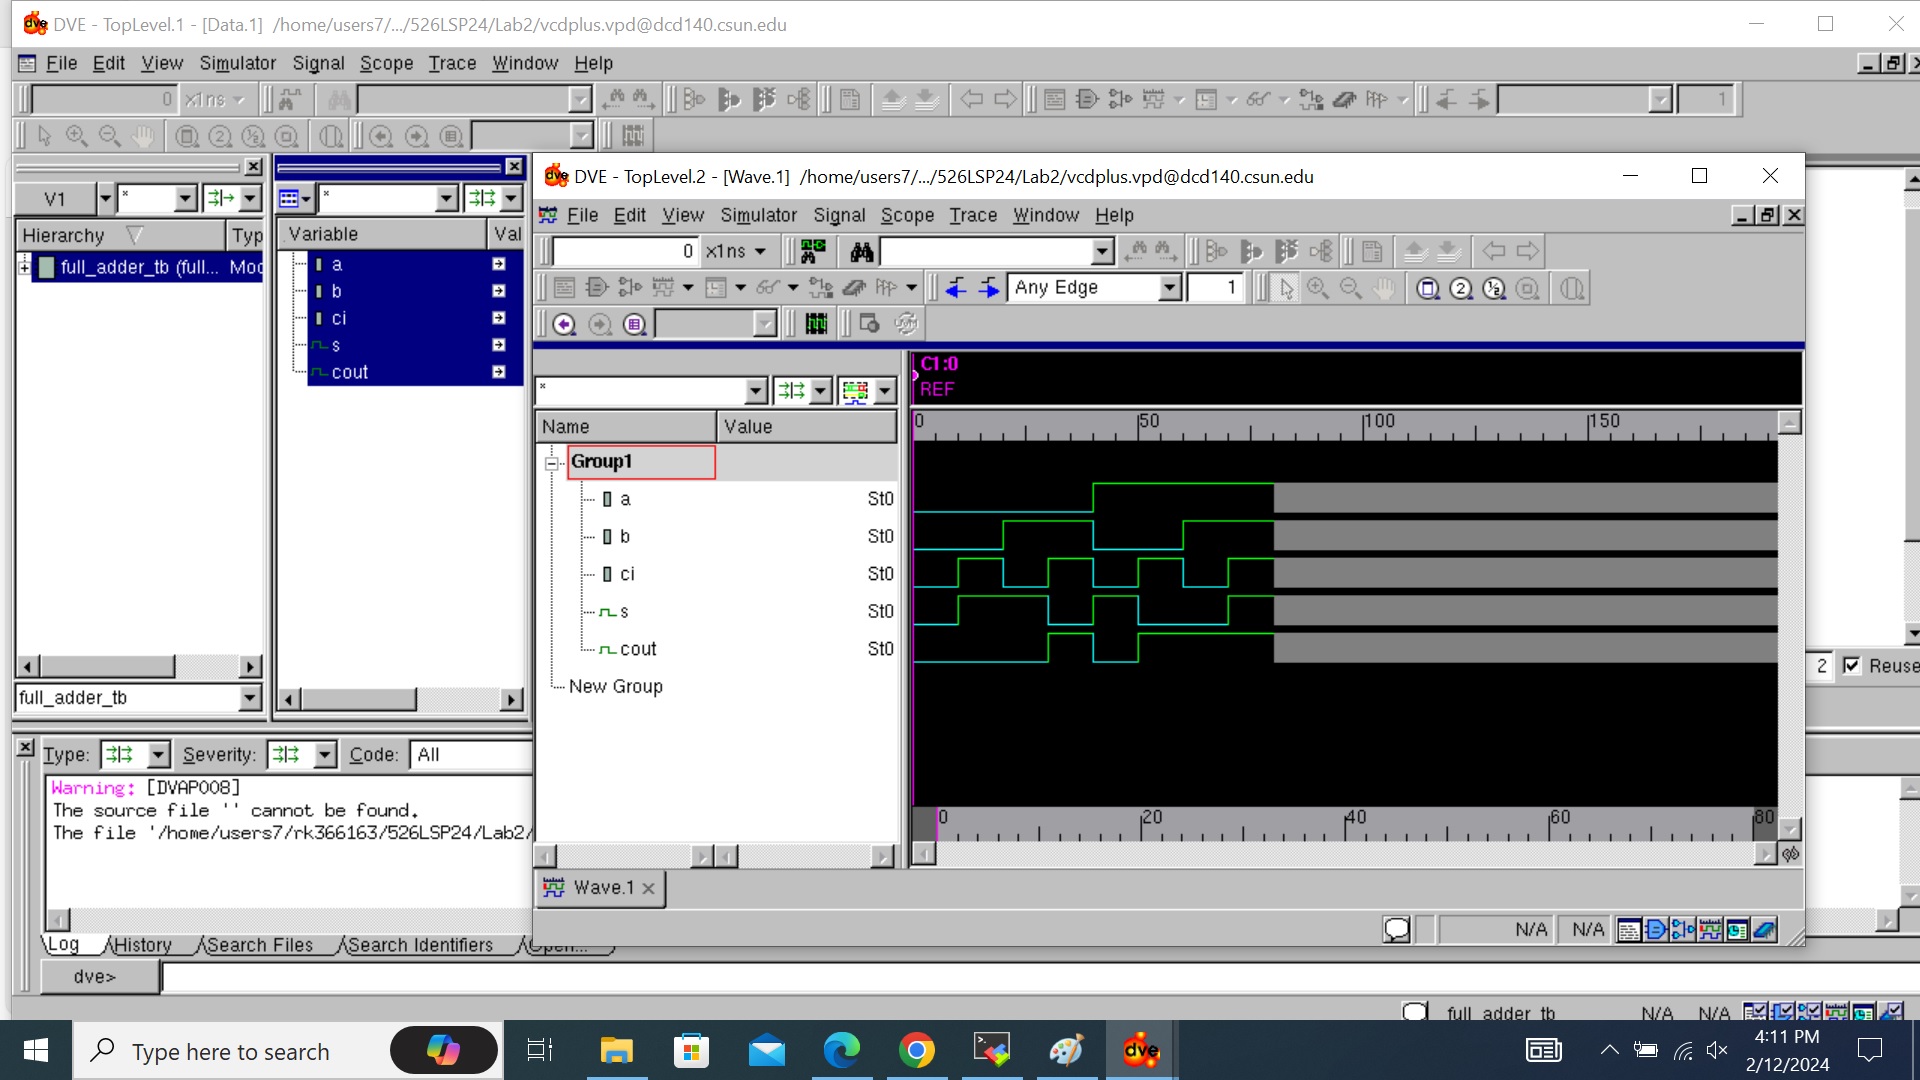 DVE - TopLevel.1 - [Data.1]  /home/users7/.../526LSP24/Lab2/vcdplus.vpd@dcd140.csun.edu
File Edit View Simulator Signal Scope Trace Window Help
0 x1ns
1
V1 * *
Hierarchy Typ
full_adder_tb (full... Moc
Variable Val
a
b
ci
s
cout
full_adder_tb
DVE - TopLevel.2 - [Wave.1]  /home/users7/.../526LSP24/Lab2/vcdplus.vpd@dcd140.csun.edu
File Edit View Simulator Signal Scope Trace Window Help
0 x1ns
Any Edge 1
C1:0
REF
*
Name Value
0 50 100 150
Group1
a St0
b St0
ci St0
s St0
cout St0
New Group
0 20 40 60 80
Wave.1
N/A N/A
2 Reuse
Type: Severity: Code: All
Warning: [DVAP008]
The source file '' cannot be found.
The file '/home/users7/rk366163/526LSP24/Lab2/
Log History Search Files Search Identifiers Open...
dve>
full_adder_tb N/A N/A
Type here to search
dve
4:11 PM
2/12/2024